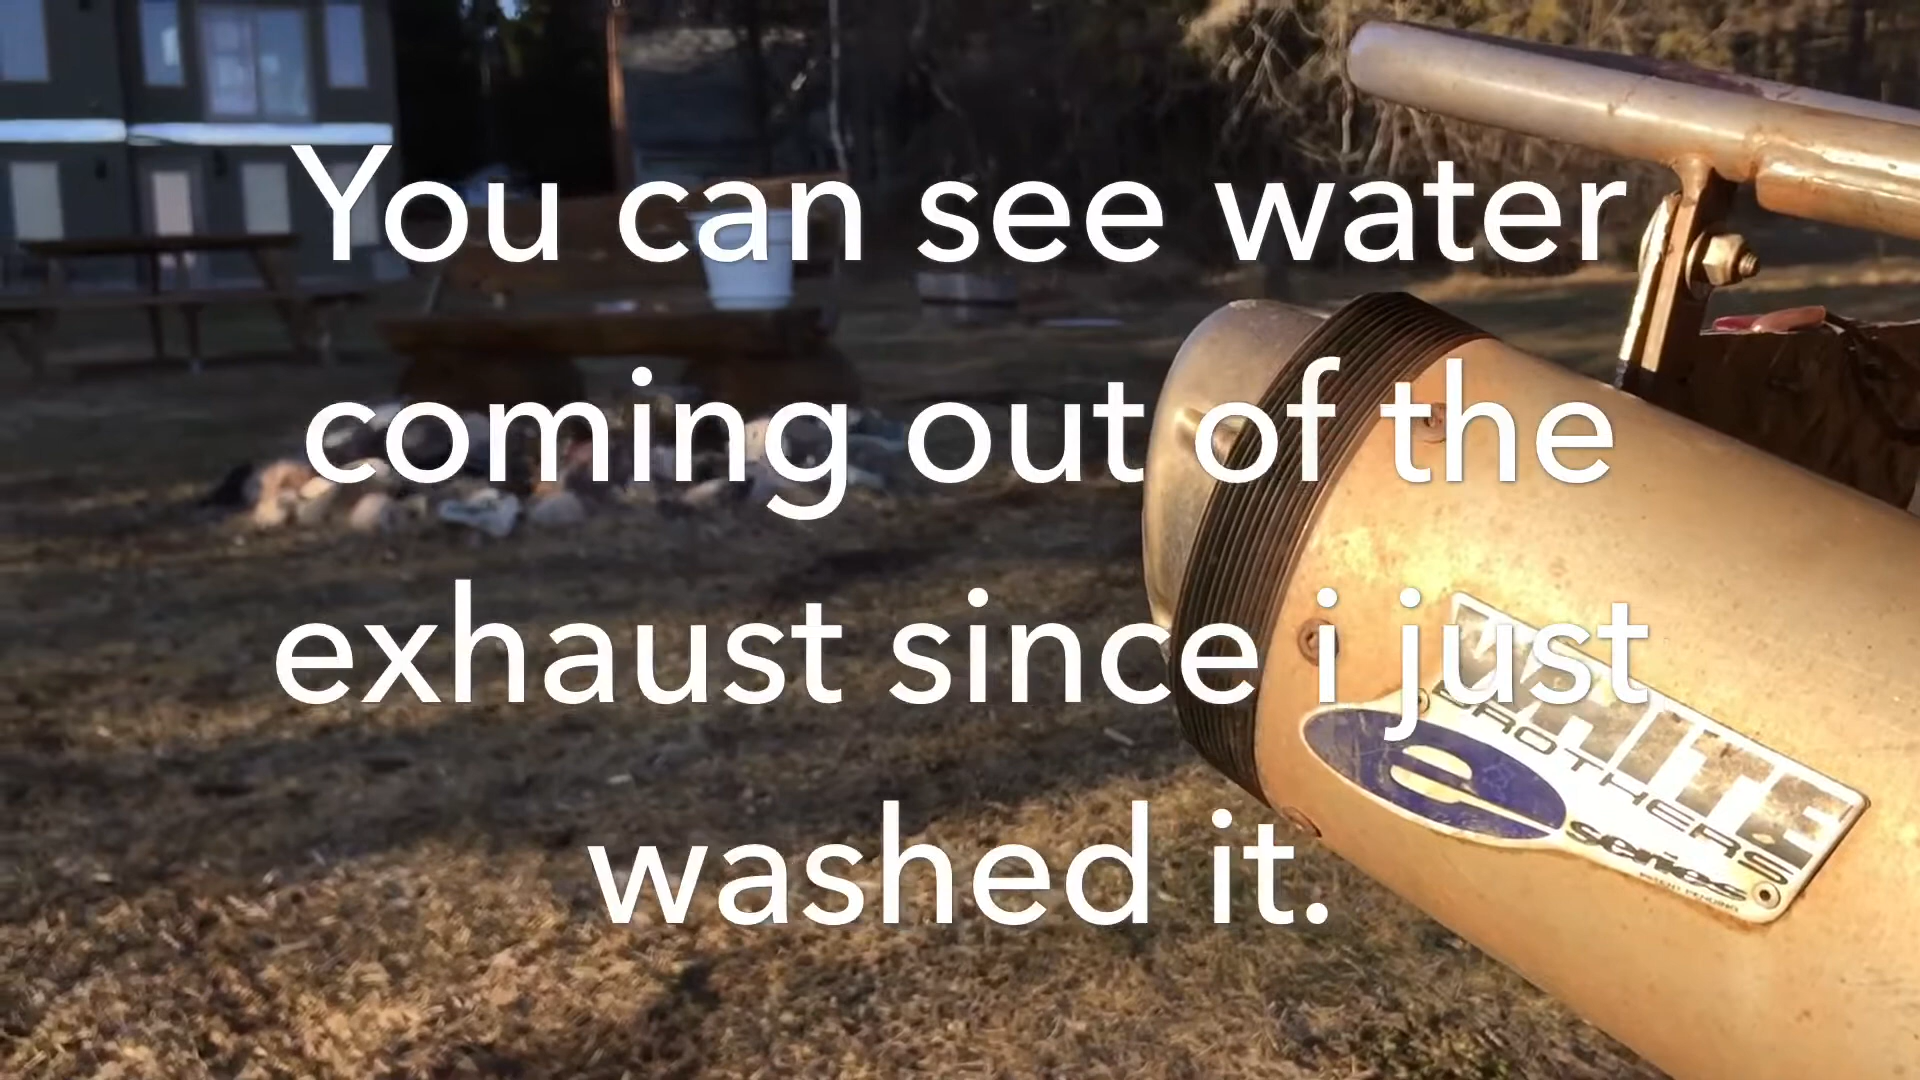 You can see water
coming out of the
exhaust since i just
washed it.
WHITE
BROTHERS
e series